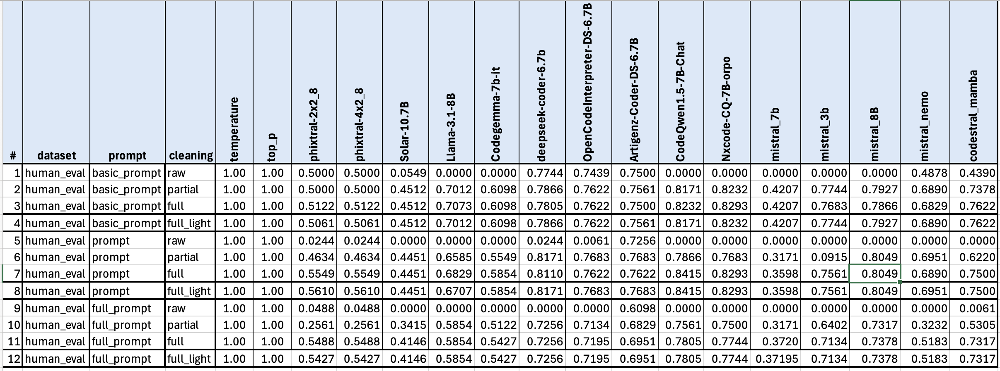 # dataset prompt cleaning temperature top_p phixtral-2x2_8 phixtral-4x2_8 Solar-10.7B Llama-3.1-8B Codegemma-7b-it deepseek-coder-6.7b OpenCodeInterpreter-DS-6.7B Artigenz-Coder-DS-6.7B CodeQwen1.5-7B-Chat Nxcode-CQ-7B-orpo mistral_7b mistral_3b mistral_8B mistral_nemo codestral_mamba
1 human_eval basic_prompt raw 1.00 1.00 0.5000 0.5000 0.0549 0.0000 0.0000 0.7744 0.7439 0.7500 0.0000 0.0000 0.0000 0.0000 0.0000 0.4878 0.4390
2 human_eval basic_prompt partial 1.00 1.00 0.5000 0.5000 0.4512 0.7012 0.6098 0.7866 0.7622 0.7561 0.8171 0.8232 0.4207 0.7744 0.7927 0.6890 0.7378
3 human_eval basic_prompt full 1.00 1.00 0.5122 0.5122 0.4512 0.7073 0.6098 0.7805 0.7622 0.7500 0.8232 0.8293 0.4207 0.7683 0.7866 0.6829 0.7622
4 human_eval basic_prompt full_light 1.00 1.00 0.5061 0.5061 0.4512 0.7012 0.6098 0.7866 0.7622 0.7561 0.8171 0.8232 0.4207 0.7744 0.7927 0.6890 0.7622
5 human_eval prompt raw 1.00 1.00 0.0244 0.0244 0.0000 0.0000 0.0000 0.0244 0.0061 0.7256 0.0000 0.0000 0.0000 0.0000 0.0000 0.0000 0.0000
6 human_eval prompt partial 1.00 1.00 0.4634 0.4634 0.4451 0.6585 0.5549 0.8171 0.7683 0.7683 0.7866 0.7683 0.3171 0.0915 0.8049 0.6951 0.6220
7 human_eval prompt full 1.00 1.00 0.5549 0.5549 0.4451 0.6829 0.5854 0.8110 0.7622 0.7622 0.8415 0.8293 0.3598 0.7561 0.8049 0.6890 0.7500
8 human_eval prompt full_light 1.00 1.00 0.5610 0.5610 0.4451 0.6707 0.5854 0.8171 0.7683 0.7683 0.8415 0.8293 0.3598 0.7561 0.8049 0.6951 0.7500
9 human_eval full_prompt raw 1.00 1.00 0.0488 0.0488 0.0000 0.0000 0.0000 0.0000 0.0000 0.6098 0.0000 0.0000 0.0000 0.0000 0.0000 0.0000 0.0061
10 human_eval full_prompt partial 1.00 1.00 0.2561 0.2561 0.3415 0.5854 0.5122 0.7256 0.7134 0.6829 0.7561 0.7500 0.3171 0.6402 0.7317 0.3232 0.5305
11 human_eval full_prompt full 1.00 1.00 0.5488 0.5488 0.4146 0.5854 0.5427 0.7256 0.7195 0.6951 0.7805 0.7744 0.3720 0.7134 0.7378 0.5183 0.7317
12 human_eval full_prompt full_light 1.00 1.00 0.5427 0.5427 0.4146 0.5854 0.5427 0.7256 0.7195 0.6951 0.7805 0.7744 0.37195 0.7134 0.7378 0.5183 0.7317